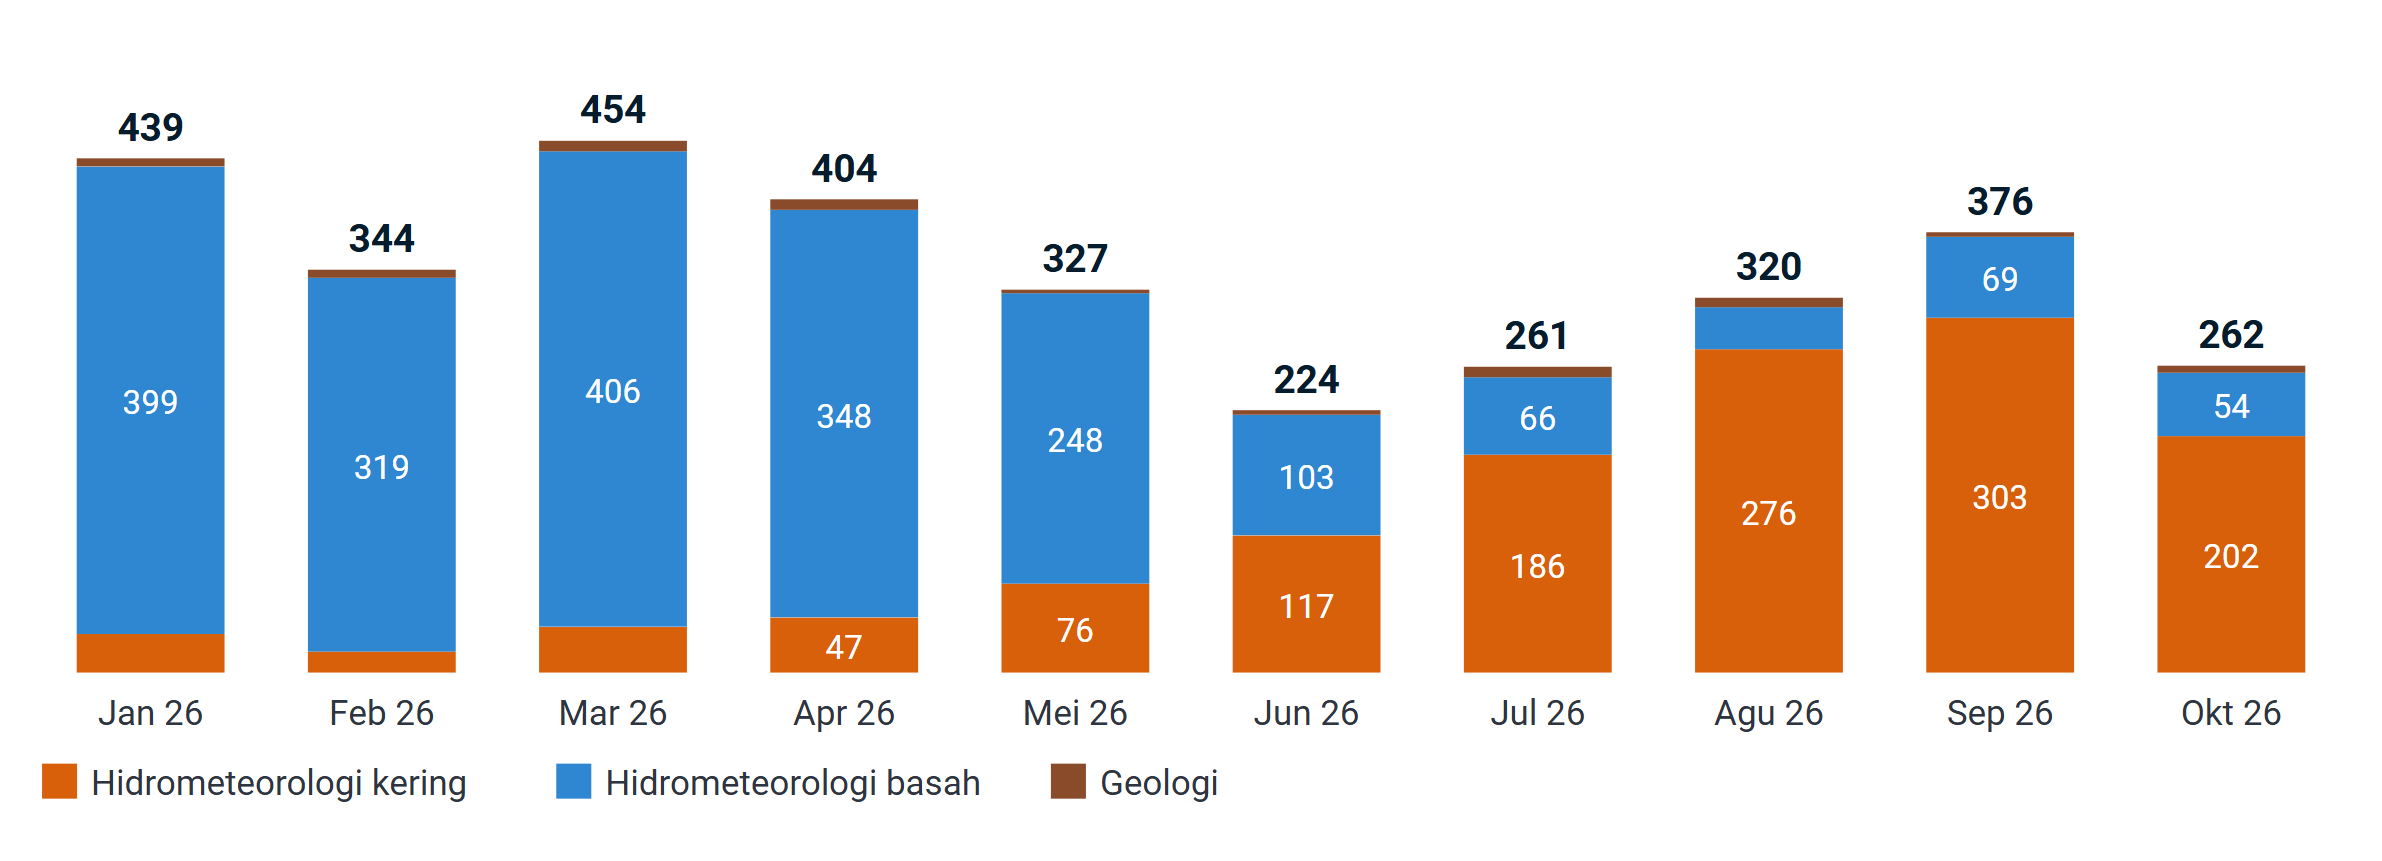 439
344
454
404
327
224
261
320
376
262
399
319
406
348
248
103
66
69
54
47
76
117
186
276
303
202
Jan 26
Feb 26
Mar 26
Apr 26
Mei 26
Jun 26
Jul 26
Agu 26
Sep 26
Okt 26
Hidrometeorologi kering
Hidrometeorologi basah
Geologi